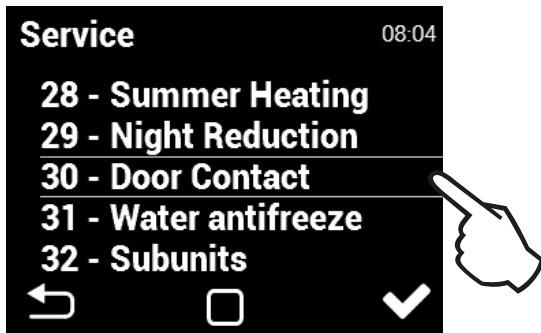 Service 08:04
28 - Summer Heating
29 - Night Reduction
30 - Door Contact
31 - Water antifreeze
32 - Subunits